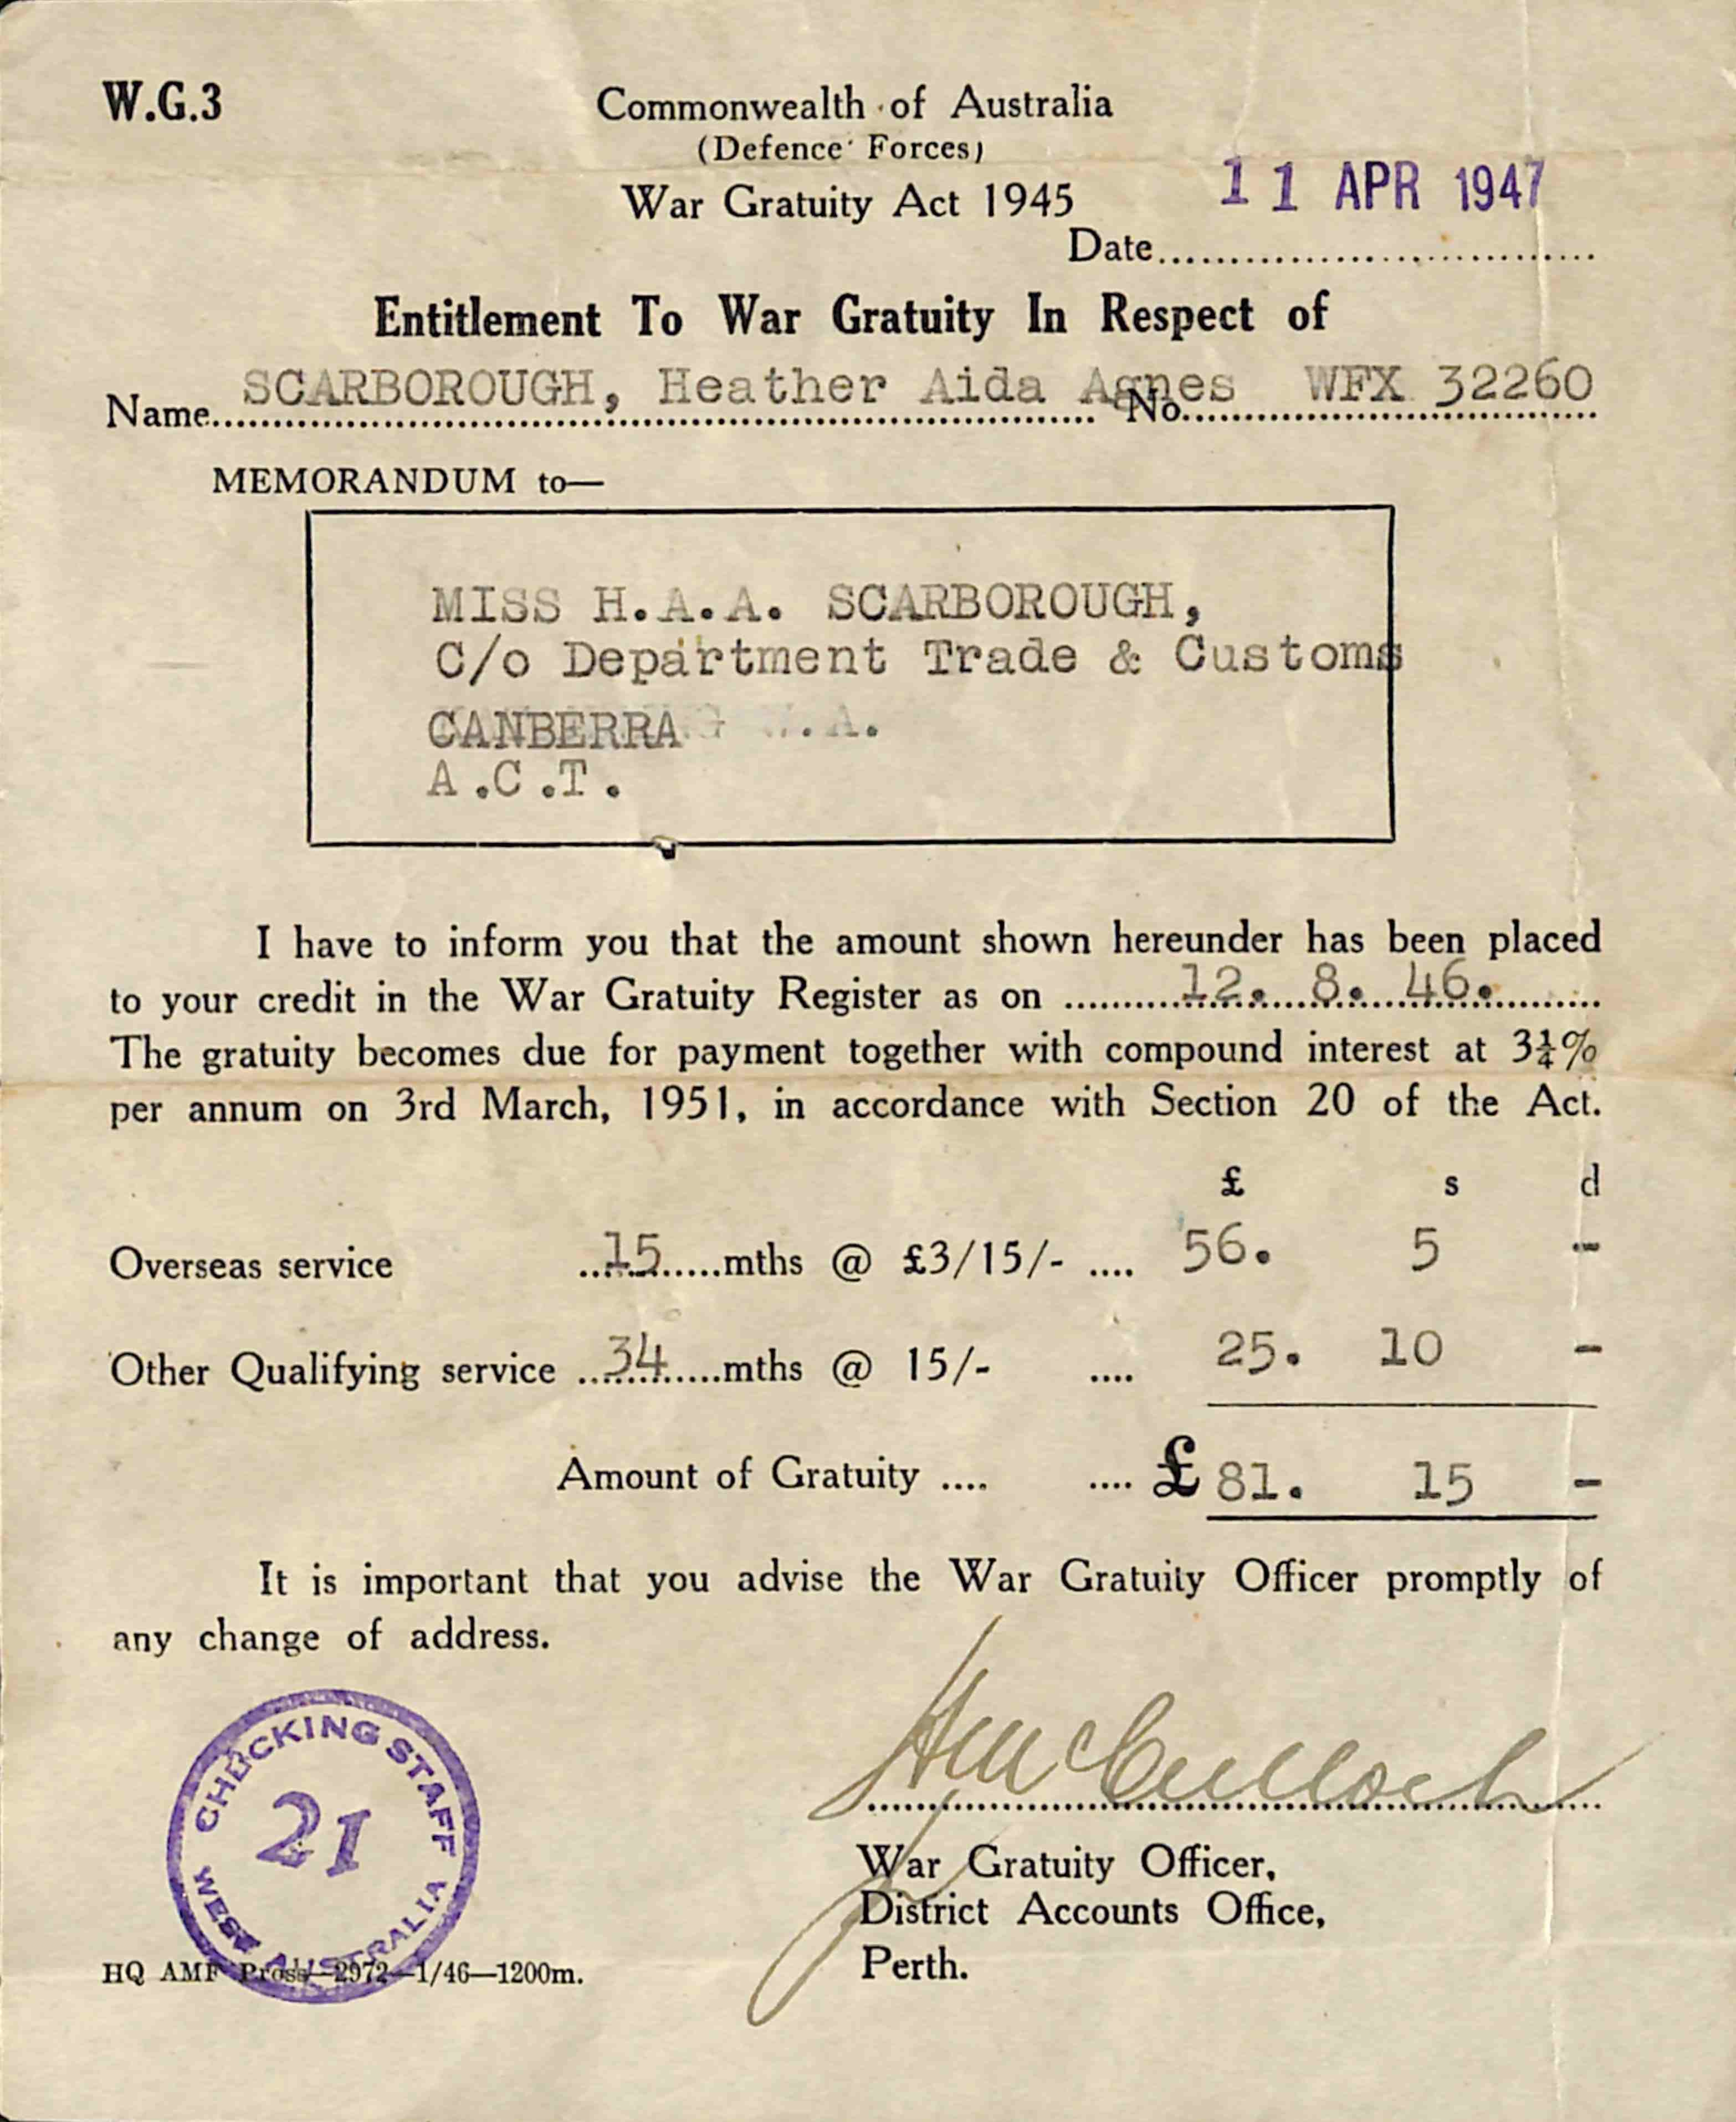 W.G.3
Commonwealth of Australia
(Defence Forces)
War Gratuity Act 1945
11 APR 1947
Date
Entitlement To War Gratuity In Respect of
Name SCARBOROUGH, Heather Aida Agnes No. WFX 32260
MEMORANDUM to—
MISS H.A.A. SCARBOROUGH,
C/o Department Trade & Customs
CANBERRA W.A.
A.C.T.
I have to inform you that the amount shown hereunder has been placed
to your credit in the War Gratuity Register as on 12. 8. 46.
The gratuity becomes due for payment together with compound interest at 3¼%
per annum on 3rd March, 1951, in accordance with Section 20 of the Act.
£ s d
Overseas service 15 mths @ £3/15/- .... 56. 5 -
Other Qualifying service 34 mths @ 15/- .... 25. 10 -
Amount of Gratuity .... .... £ 81. 15 -
It is important that you advise the War Gratuity Officer promptly of
any change of address.
CHECKING STAFF
21
WEST AUSTRALIA
McCulloch
War Gratuity Officer,
District Accounts Office,
Perth.
HQ AMF Press—2972—1/46—1200m.